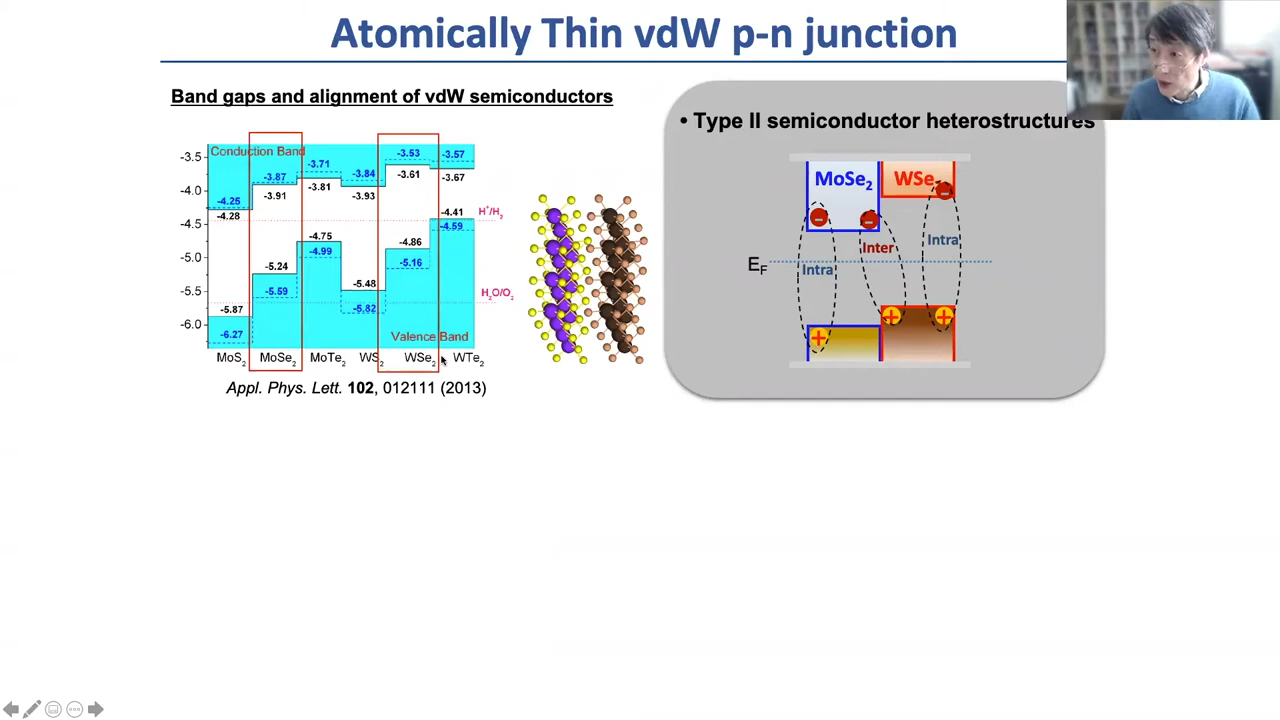 Atomically Thin vdW p-n junction
Band gaps and alignment of vdW semiconductors
Conduction Band
-3.5
-4.0
-4.5
-5.0
-5.5
-6.0
-4.25
-4.28
-5.87
-6.27
-3.87
-3.91
-5.24
-5.59
-3.71
-3.81
-4.75
-4.99
-3.84
-3.93
-5.48
-5.82
-3.53
-3.61
-4.86
-5.16
-3.57
-3.67
-4.41
-4.59
H⁺/H₂
H₂O/O₂
Valence Band
MoS₂ MoSe₂ MoTe₂ WS₂ WSe₂ WTe₂
Appl. Phys. Lett. 102, 012111 (2013)
• Type II semiconductor heterostructures
MoSe₂ WSe
Inter
Intra
Intra
E_F